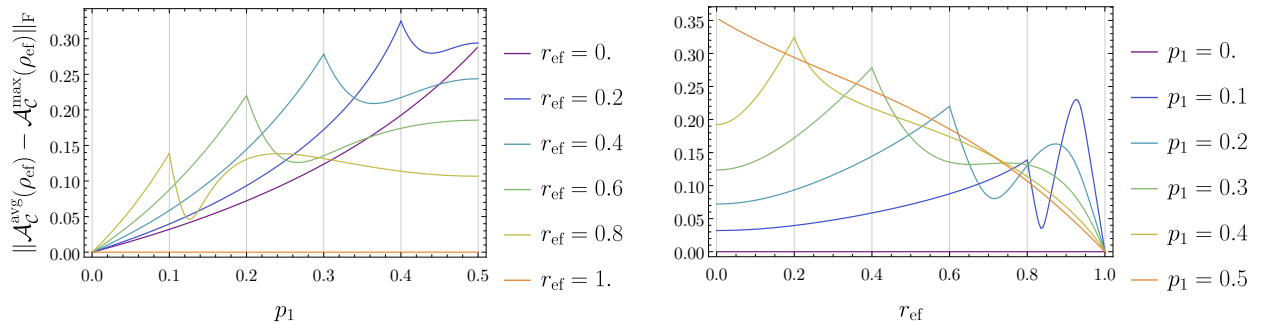 ‖𝓐_𝒞^avg(ρ_ef) − 𝓐_𝒞^max(ρ_ef)‖_F
0.30
0.25
0.20
0.15
0.10
0.05
0.00
0.0 0.1 0.2 0.3 0.4 0.5
p_1
r_ef = 0.
r_ef = 0.2
r_ef = 0.4
r_ef = 0.6
r_ef = 0.8
r_ef = 1.
0.35
0.30
0.25
0.20
0.15
0.10
0.05
0.00
0.0 0.2 0.4 0.6 0.8 1.0
r_ef
p_1 = 0.
p_1 = 0.1
p_1 = 0.2
p_1 = 0.3
p_1 = 0.4
p_1 = 0.5